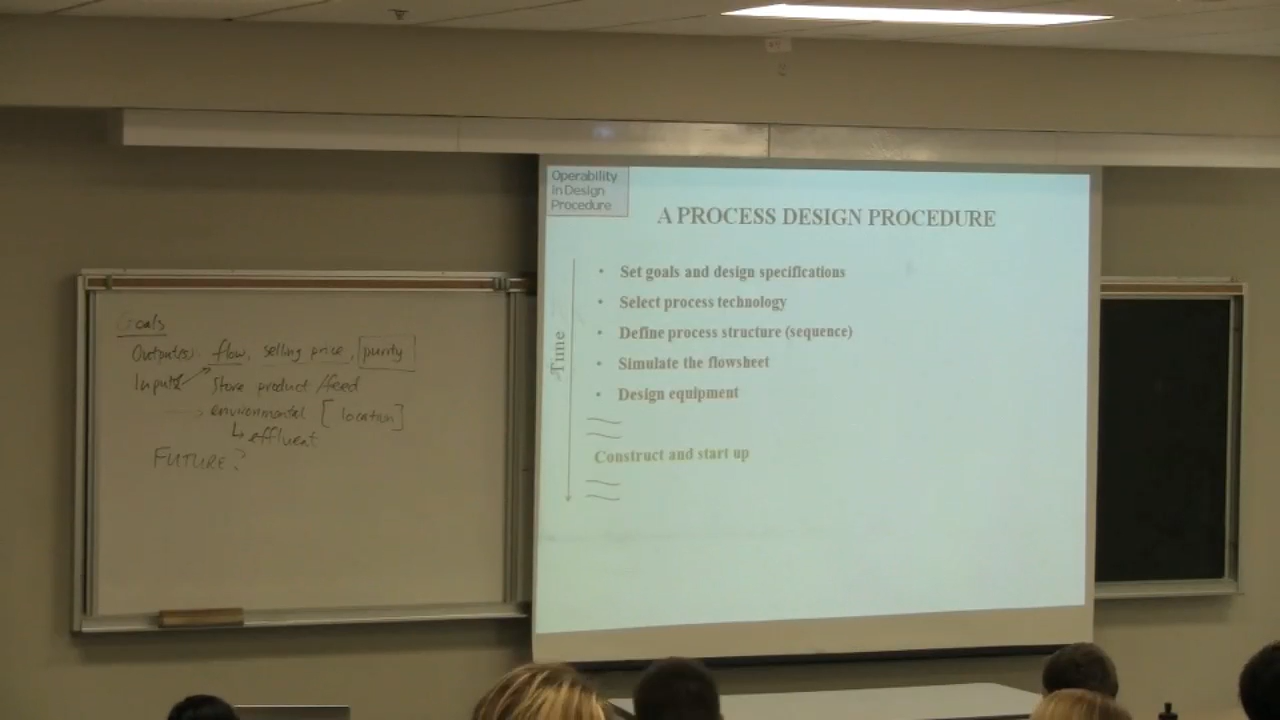 Goals
Outputs: flow, selling price, purity
Inputs Store product /feed
environmental [location]
↳ effluent
FUTURE?
Operability
in Design
Procedure
A PROCESS DESIGN PROCEDURE
Time
• Set goals and design specifications
• Select process technology
• Define process structure (sequence)
• Simulate the flowsheet
• Design equipment
Construct and start up